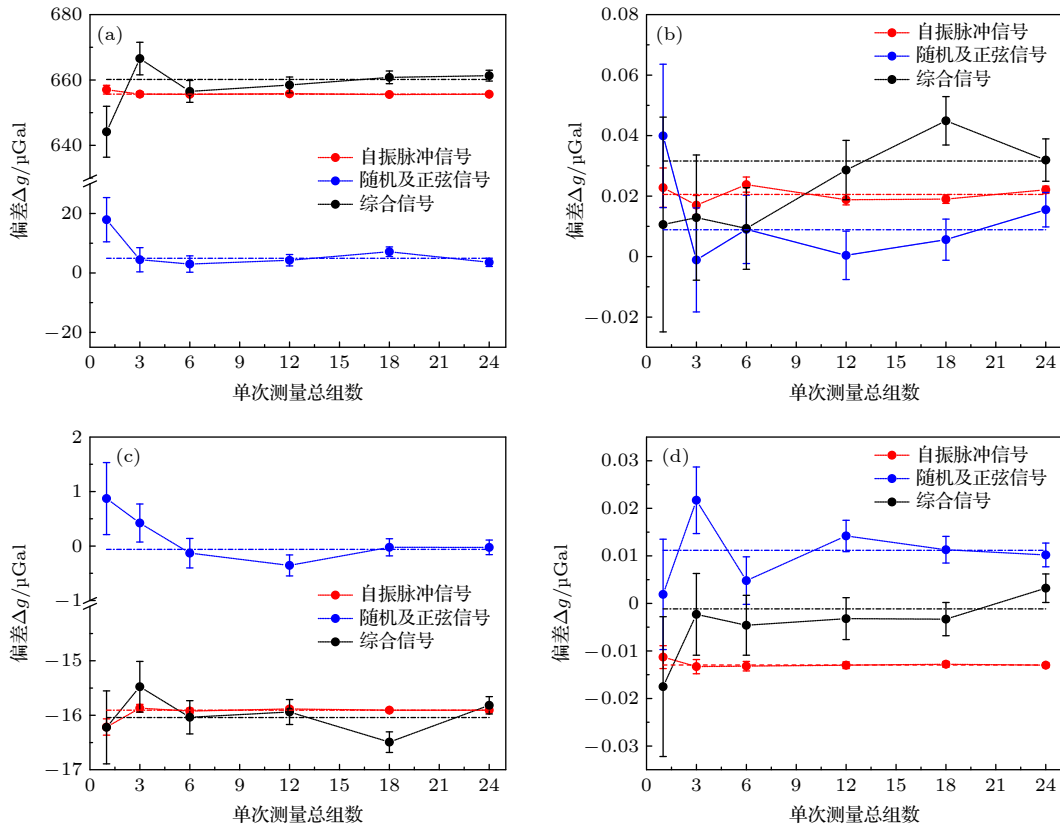 (a)
680
660
640
20
0
−20
偏差Δg/μGal
自振脉冲信号
随机及正弦信号
综合信号
0 3 6 9 12 15 18 21 24
单次测量总组数
(b)
0.08
0.06
0.04
0.02
0
−0.02
偏差Δg/μGal
自振脉冲信号
随机及正弦信号
综合信号
0 3 6 9 12 15 18 21 24
单次测量总组数
(c)
2
1
0
−1
−15
−16
−17
偏差Δg/μGal
自振脉冲信号
随机及正弦信号
综合信号
0 3 6 9 12 15 18 21 24
单次测量总组数
(d)
0.03
0.02
0.01
0
−0.01
−0.02
−0.03
偏差Δg/μGal
自振脉冲信号
随机及正弦信号
综合信号
0 3 6 9 12 15 18 21 24
单次测量总组数